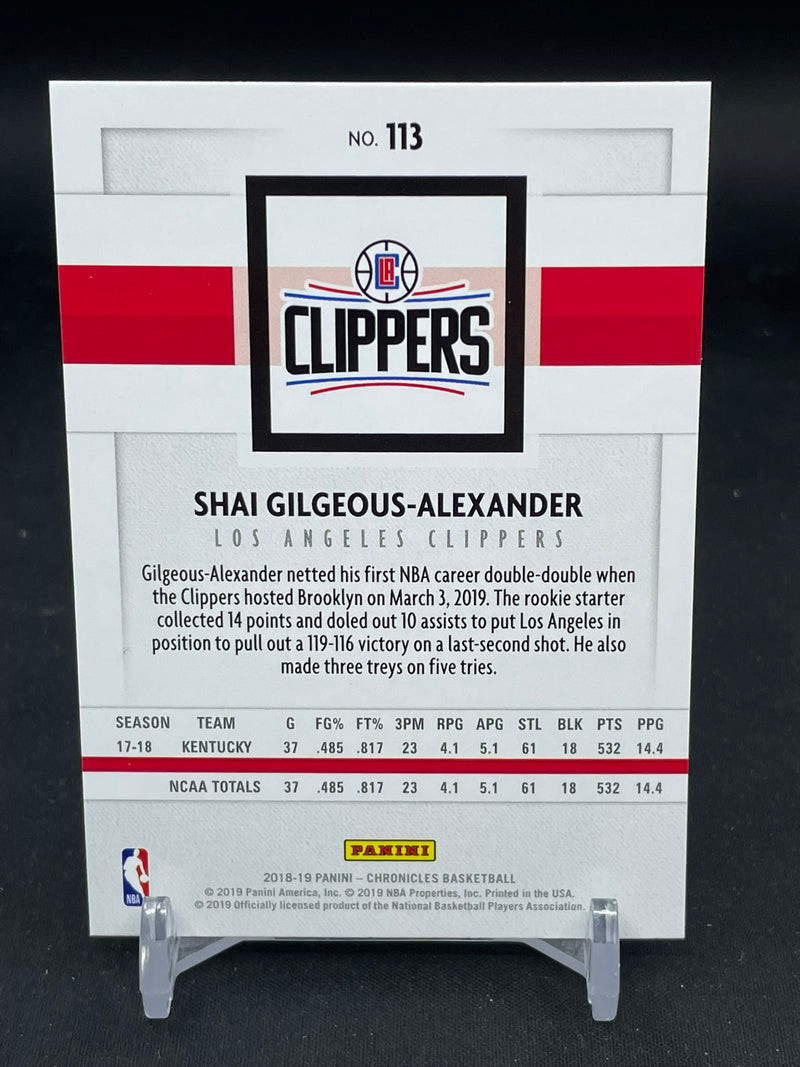 NO. 113
LAC
CLIPPERS
SHAI GILGEOUS-ALEXANDER
LOS ANGELES CLIPPERS
Gilgeous-Alexander netted his first NBA career double-double when
the Clippers hosted Brooklyn on March 3, 2019. The rookie starter
collected 14 points and doled out 10 assists to put Los Angeles in
position to pull out a 119-116 victory on a last-second shot. He also
made three treys on five tries.
SEASON TEAM G FG% FT% 3PM RPG APG STL BLK PTS PPG
17-18 KENTUCKY 37 .485 .817 23 4.1 5.1 61 18 532 14.4
NCAA TOTALS 37 .485 .817 23 4.1 5.1 61 18 532 14.4
PANINI
NBA
2018-19 PANINI – CHRONICLES BASKETBALL
© 2019 Panini America, Inc. © 2019 NBA Properties, Inc. Printed in the USA.
© 2019 Officially licensed product of the National Basketball Players Association.